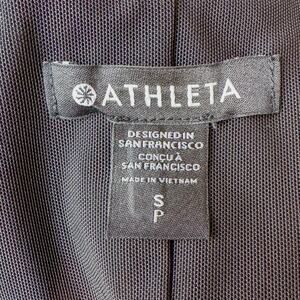 ATHLETA
DESIGNED IN
SAN FRANCISCO
CONÇU À
SAN FRANCISCO
MADE IN VIETNAM
S
P